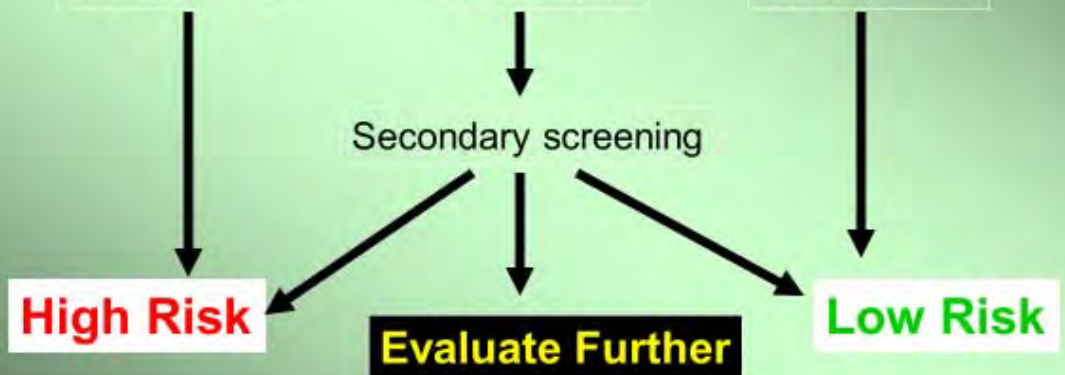 Secondary screening
High Risk
Evaluate Further
Low Risk